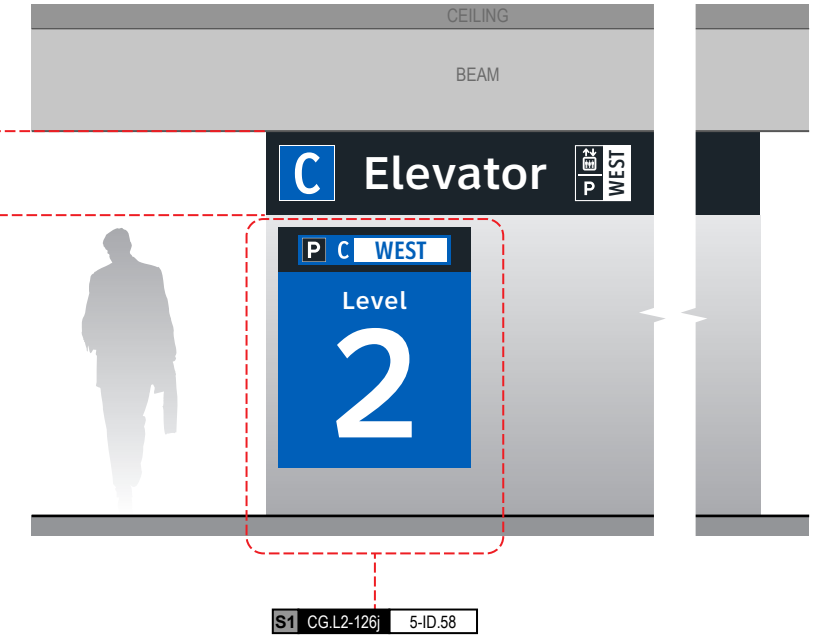 CEILING
BEAM
C Elevator P WEST
P C WEST
Level
2
S1 CG.L2-126j 5-ID.58